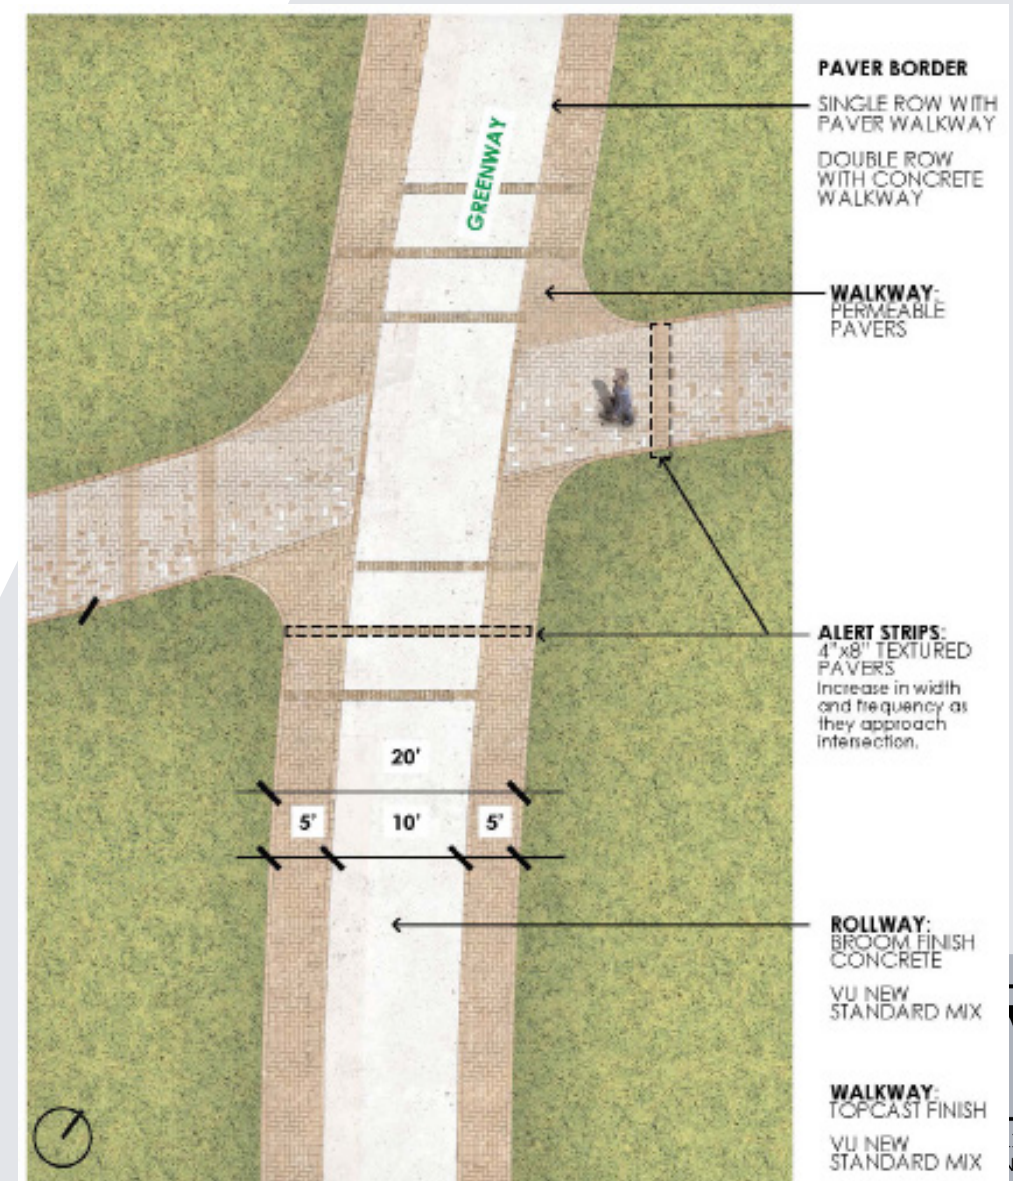 PAVER BORDER
SINGLE ROW WITH
PAVER WALKWAY
DOUBLE ROW
WITH CONCRETE
WALKWAY
GREENWAY
WALKWAY:
PERMEABLE
PAVERS
ALERT STRIPS:
4"x8" TEXTURED
PAVERS
Increase in width
and frequency as
they approach
intersection.
20'
5'
10'
5'
ROLLWAY:
BROOM FINISH
CONCRETE
VU NEW
STANDARD MIX
WALKWAY:
TOPCAST FINISH
VU NEW
STANDARD MIX